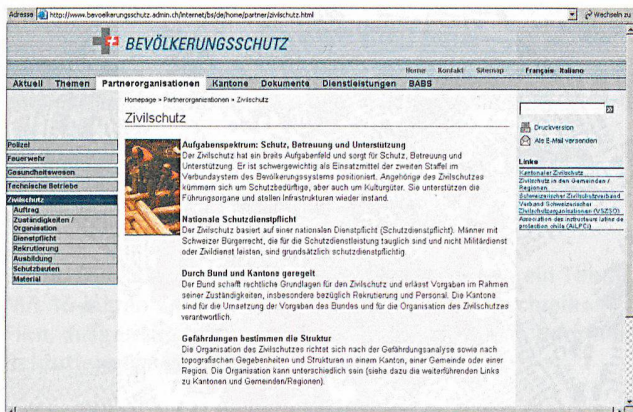 Adresse http://www.bevoelkerungsschutz.admin.ch/internet/bs/de/home/partner/zivilschutz.html Wechseln zu
BEVÖLKERUNGSSCHUTZ
Home Kontakt Sitemap Français Italiano
Aktuell Themen Partnerorganisationen Kantone Dokumente Dienstleistungen BABS
Homepage » Partnerorganisationen » Zivilschutz
Zivilschutz
Polizei
Feuerwehr
Gesundheitswesen
Technische Betriebe
Zivilschutz
Auftrag
Zuständigkeiten /
Organisation
Dienstpflicht
Rekrutierung
Ausbildung
Schutzbauten
Material
Aufgabenspektrum: Schutz, Betreuung und Unterstützung
Der Zivilschutz hat ein breits Aufgabenfeld und sorgt für Schutz, Betreuung und
Unterstützung. Er ist schwergewichtig als Einsatzmittel der zweiten Staffel im
Verbundsystem des Bevölkerungssystems positioniert. Angehörige des Zivilschutzes
kümmern sich um Schutzbedürftige, aber auch um Kulturgüter. Sie unterstützen die
Führungsorgane und stellen Infrastrukturen wieder instand.
Nationale Schutzdienstpflicht
Der Zivilschutz basiert auf einer nationalen Dienstpflicht (Schutzdienstpflicht). Männer mit
Schweizer Bürgerrecht, die für die Schutzdienstleistung tauglich sind und nicht Militärdienst
oder Zivildienst leisten, sind grundsätzlich schutzdienstpflichtig.
Durch Bund und Kantone geregelt
Der Bund schafft rechtliche Grundlagen für den Zivilschutz und erlässt Vorgaben im Rahmen
seiner Zuständigkeiten, insbesondere bezüglich Rekrutierung und Personal. Die Kantone
sind für die Umsetzung der Vorgaben des Bundes und für die Organisation des Zivilschutzes
verantwortlich.
Gefährdungen bestimmen die Struktur
Die Organisation des Zivilschutzes richtet sich nach der Gefährdungsanalyse sowie nach
topografischen Gegebenheiten und Strukturen in einem Kanton, einer Gemeinde oder einer
Region. Die Organisation kann unterschiedlich sein (siehe dazu die weiterführenden Links
zu Kantonen und Gemeinden/Regionen).
Druckversion
Als E-Mail versenden
Links
Kantonaler Zivilschutz
Zivilschutz in den Gemeinden /
Regionen
Schweizerischer Zivilschutzverband
Verband Schweizerischer
Zivilschutzorganisationen (VSZSO)
Association des instructeurs latins de
protection civile (AILPCi)